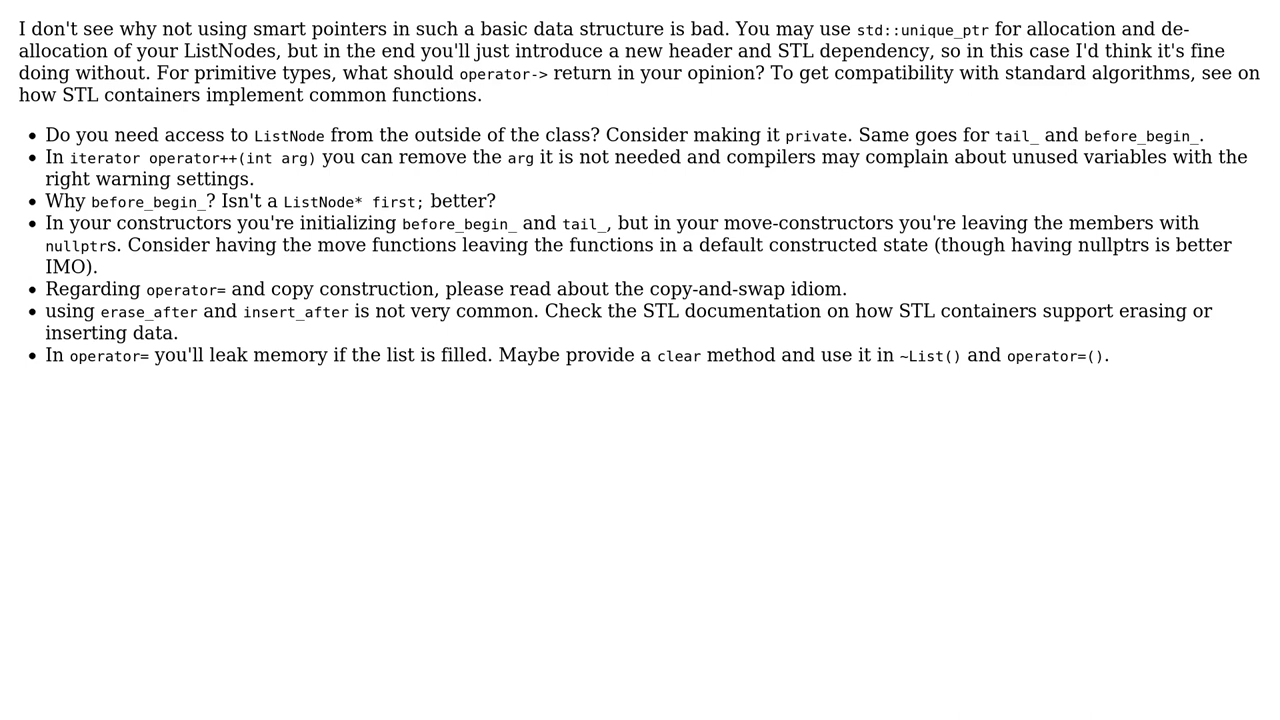 I don't see why not using smart pointers in such a basic data structure is bad. You may use std::unique_ptr for allocation and de-
allocation of your ListNodes, but in the end you'll just introduce a new header and STL dependency, so in this case I'd think it's fine
doing without. For primitive types, what should operator-> return in your opinion? To get compatibility with standard algorithms, see on
how STL containers implement common functions.
• Do you need access to ListNode from the outside of the class? Consider making it private. Same goes for tail_ and before_begin_.
• In iterator operator++(int arg) you can remove the arg it is not needed and compilers may complain about unused variables with the
right warning settings.
• Why before_begin_? Isn't a ListNode* first; better?
• In your constructors you're initializing before_begin_ and tail_, but in your move-constructors you're leaving the members with
nullptrs. Consider having the move functions leaving the functions in a default constructed state (though having nullptrs is better
IMO).
• Regarding operator= and copy construction, please read about the copy-and-swap idiom.
• using erase_after and insert_after is not very common. Check the STL documentation on how STL containers support erasing or
inserting data.
• In operator= you'll leak memory if the list is filled. Maybe provide a clear method and use it in ~List() and operator=().